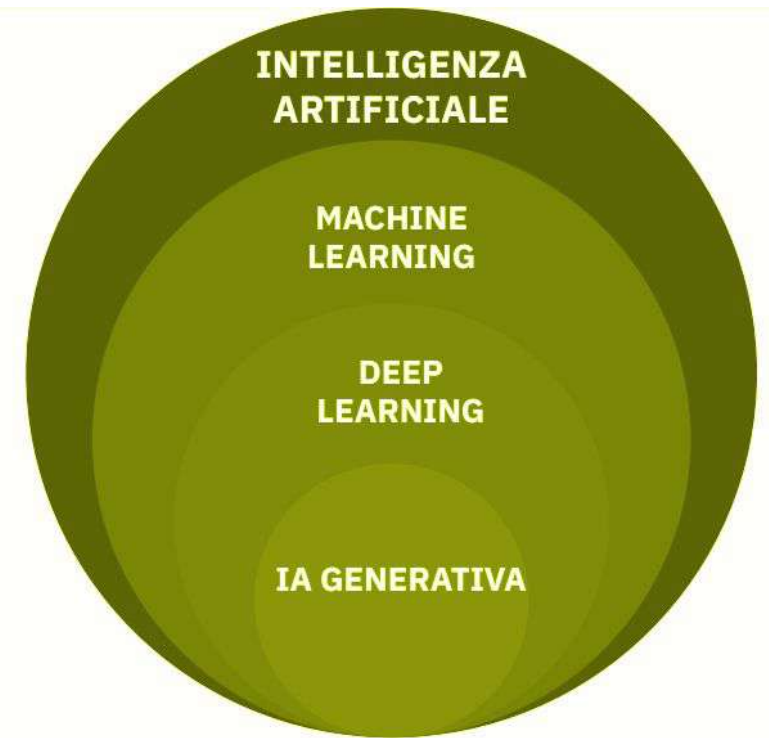 INTELLIGENZA
ARTIFICIALE
MACHINE
LEARNING
DEEP
LEARNING
IA GENERATIVA